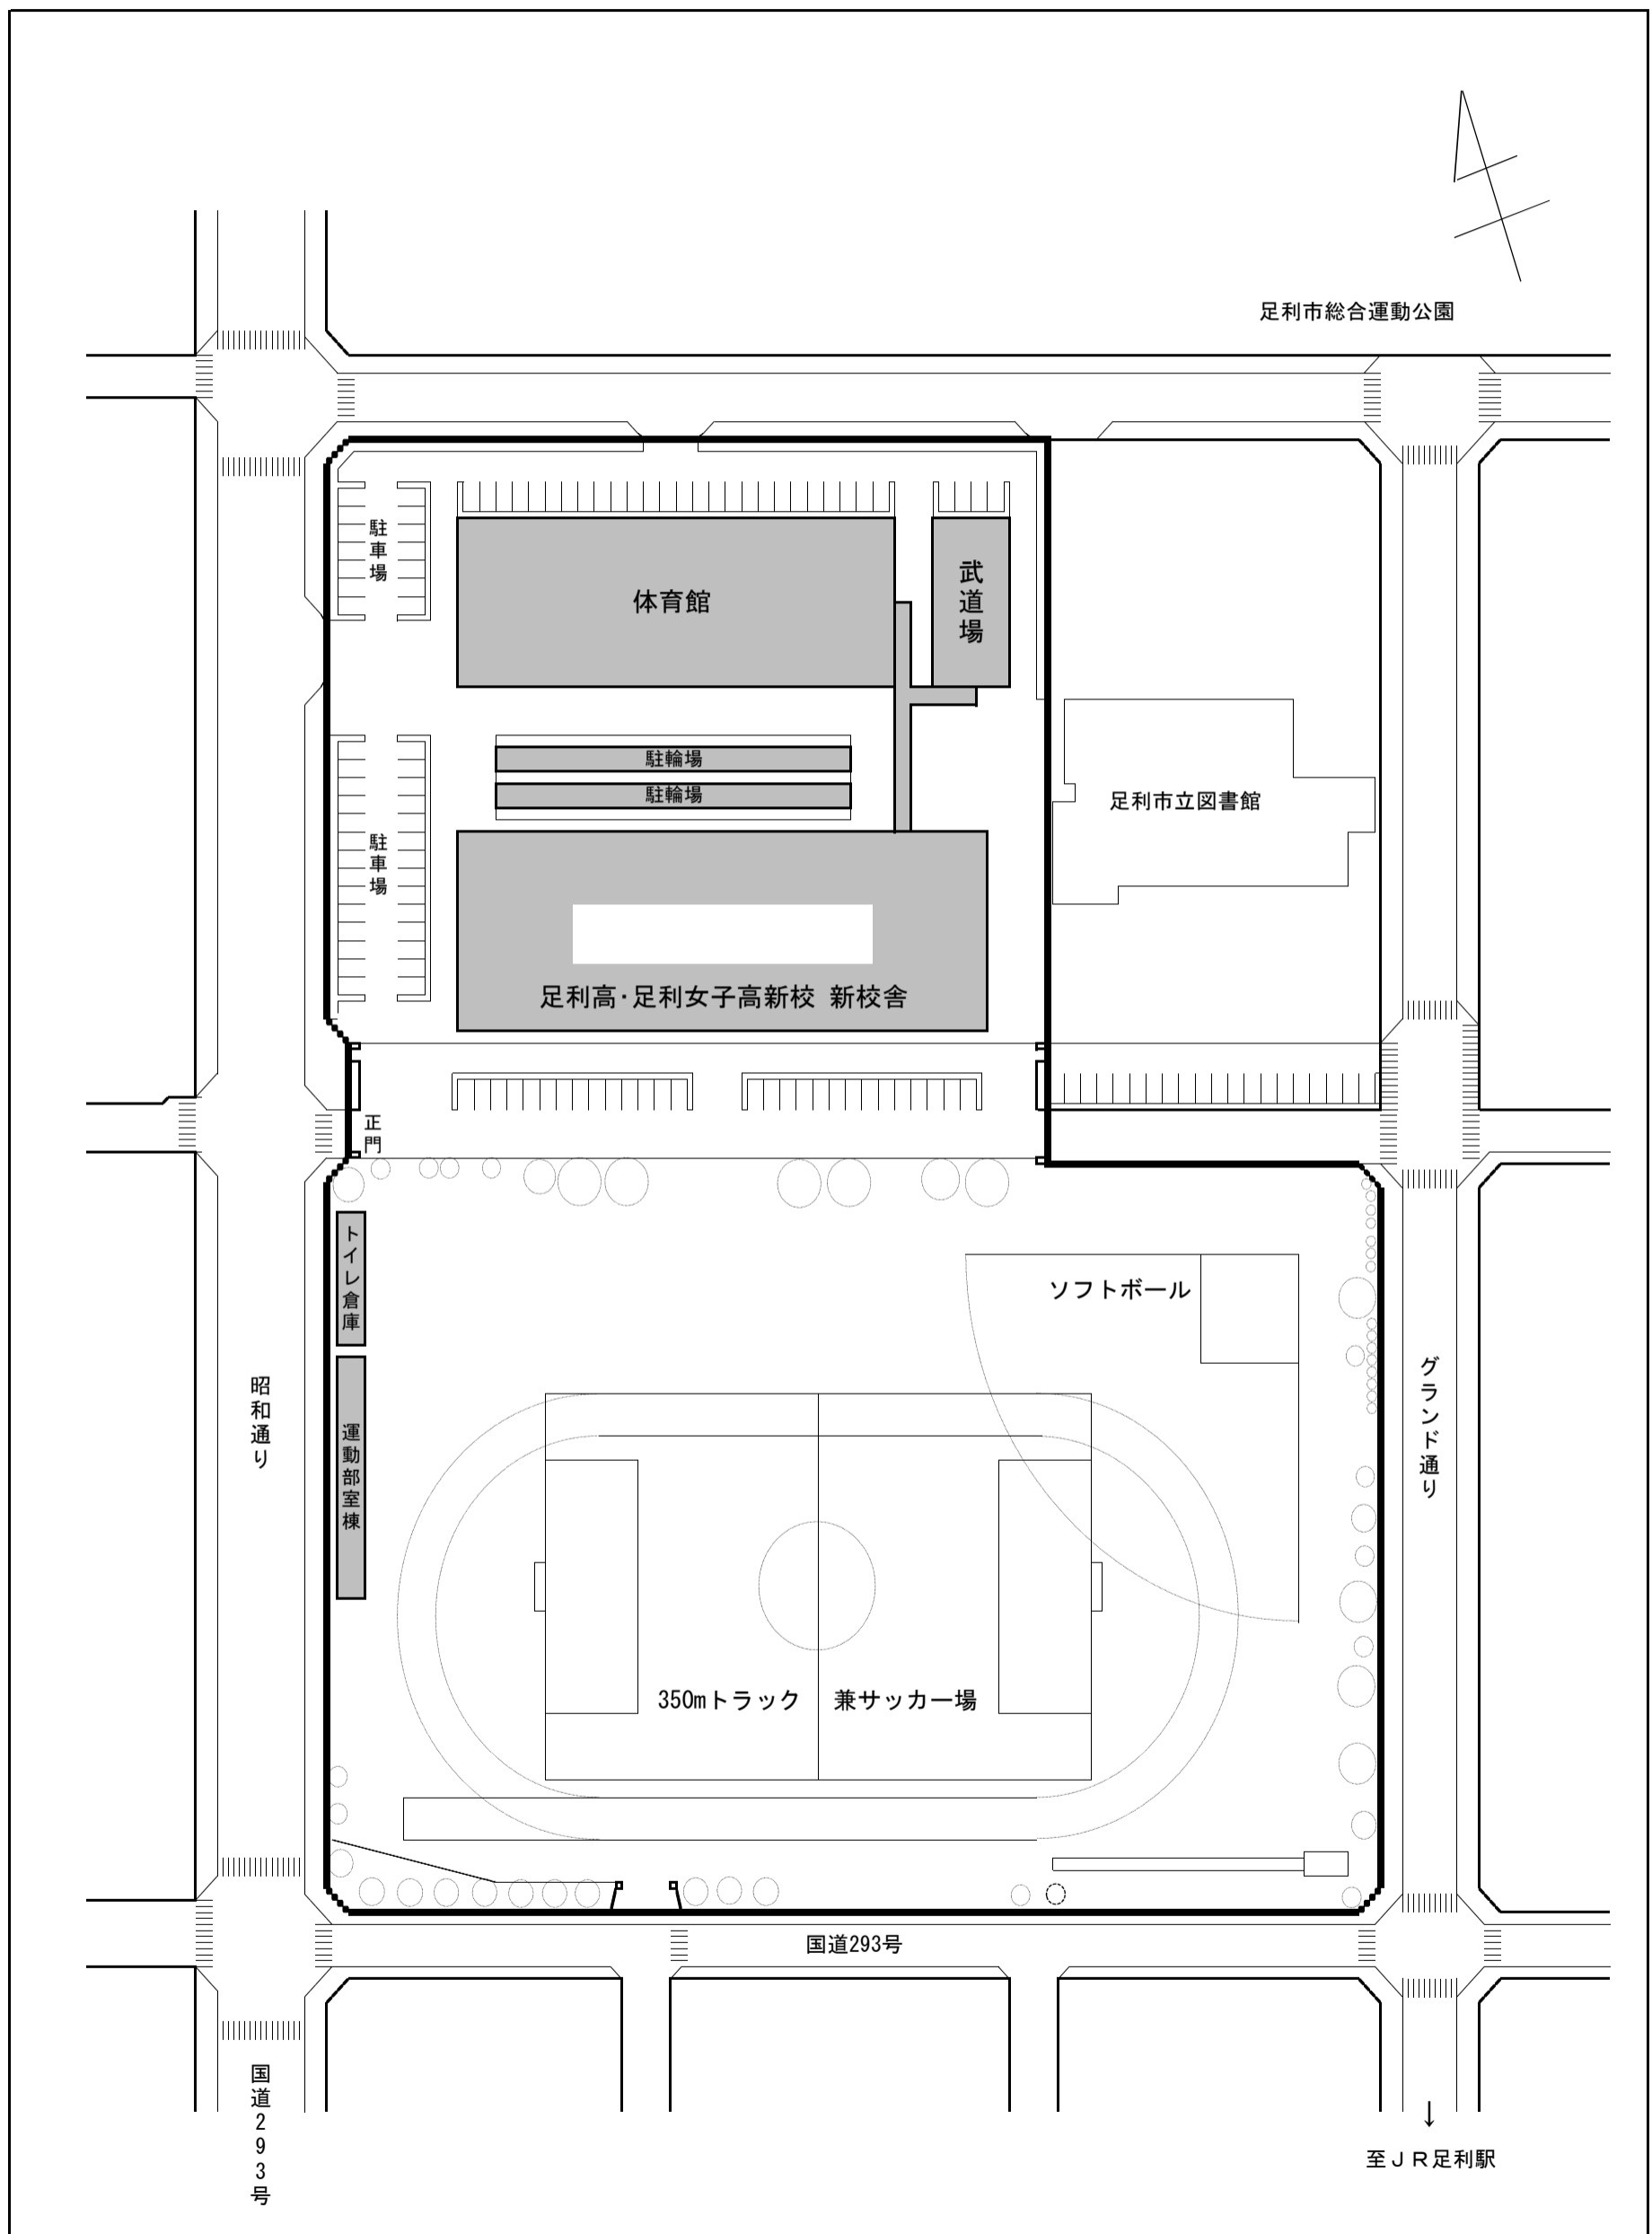 足利市総合運動公園
駐車場
体育館
武道場
駐輪場
駐輪場
足利市立図書館
駐車場
足利高・足利女子高新校 新校舎
正門
トイレ倉庫
ソフトボール
昭和通り
運動部室棟
グランド通り
350mトラック 兼サッカー場
国道293号
国道293号
↓
至ＪＲ足利駅